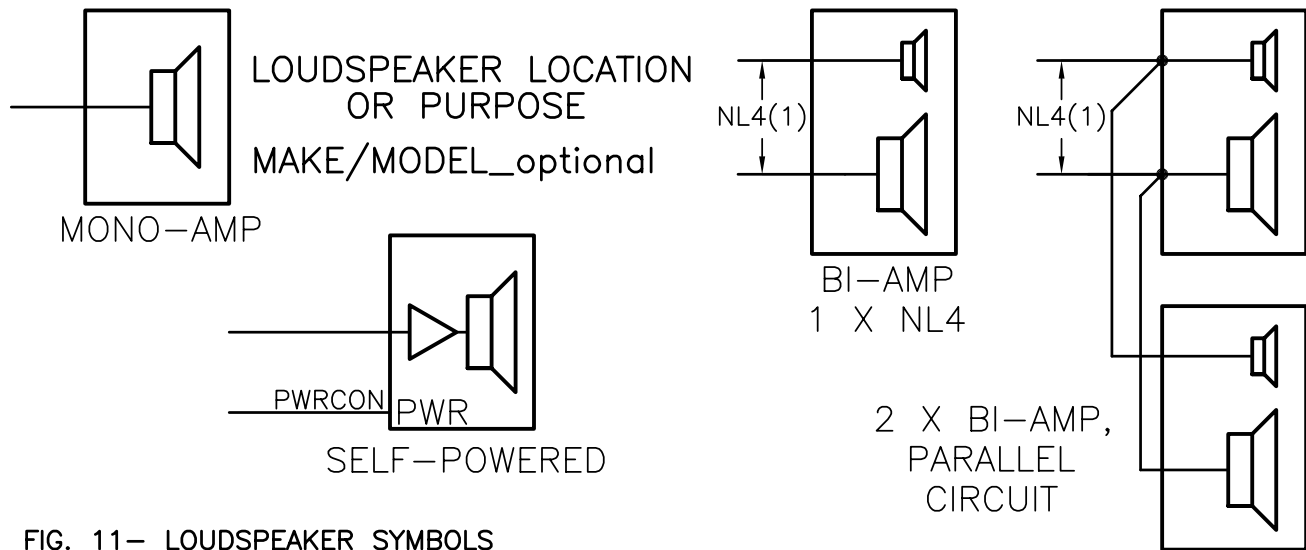 LOUDSPEAKER LOCATION
OR PURPOSE
MAKE/MODEL_optional
MONO-AMP
PWRCON
PWR
SELF-POWERED
NL4(1)
BI-AMP
1 X NL4
NL4(1)
2 X BI-AMP,
PARALLEL
CIRCUIT
FIG. 11- LOUDSPEAKER SYMBOLS